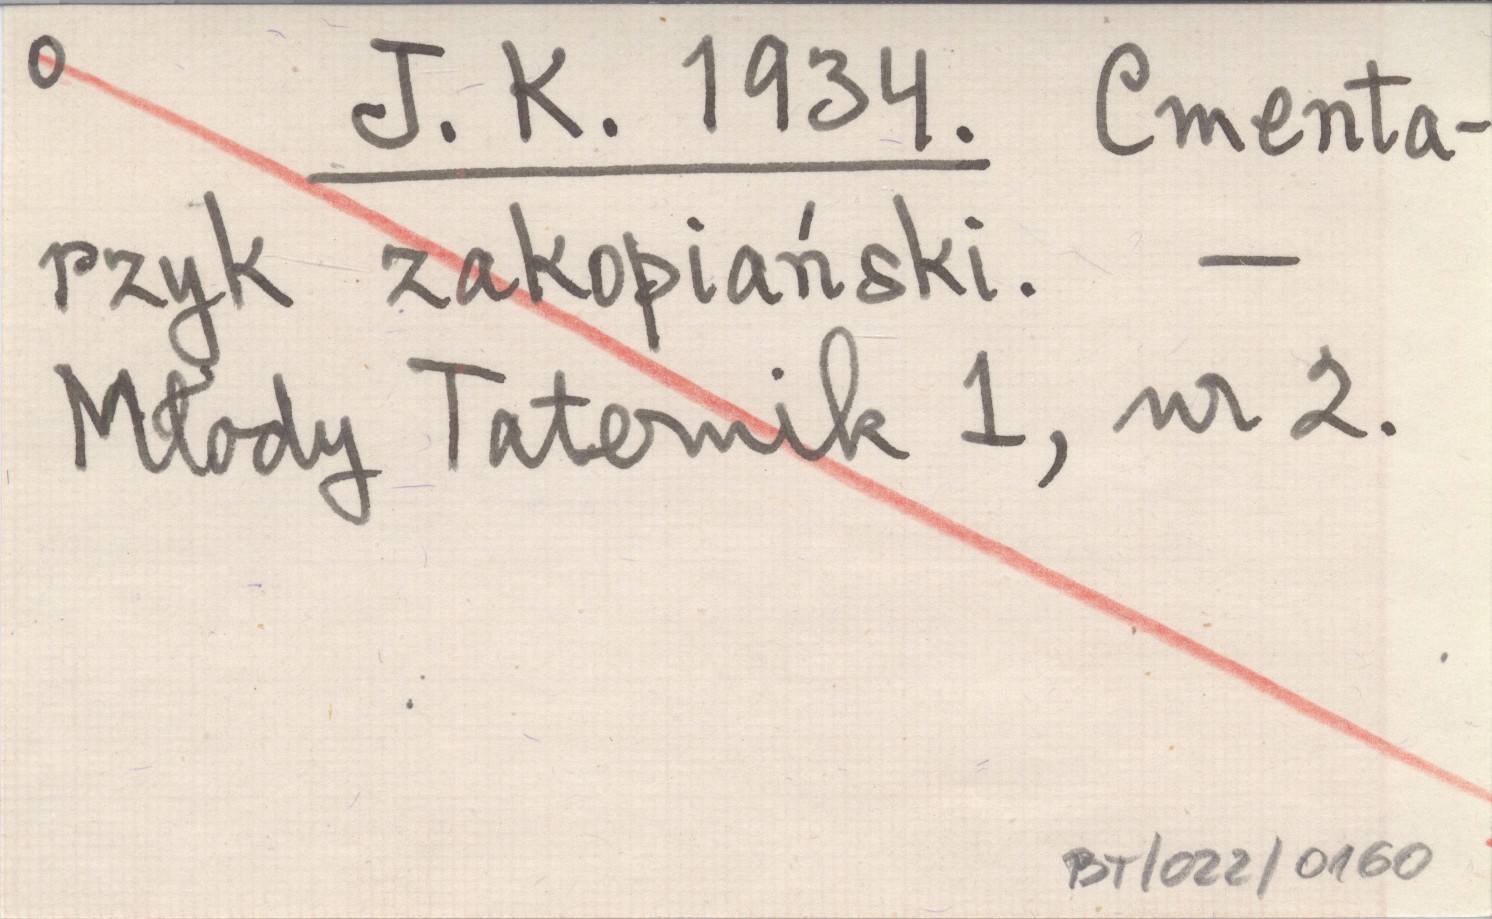 o J. K. 1934. Cmenta-
rzyk zakopiański. —
Młody Taternik 1, nr 2.
BT/022/0160